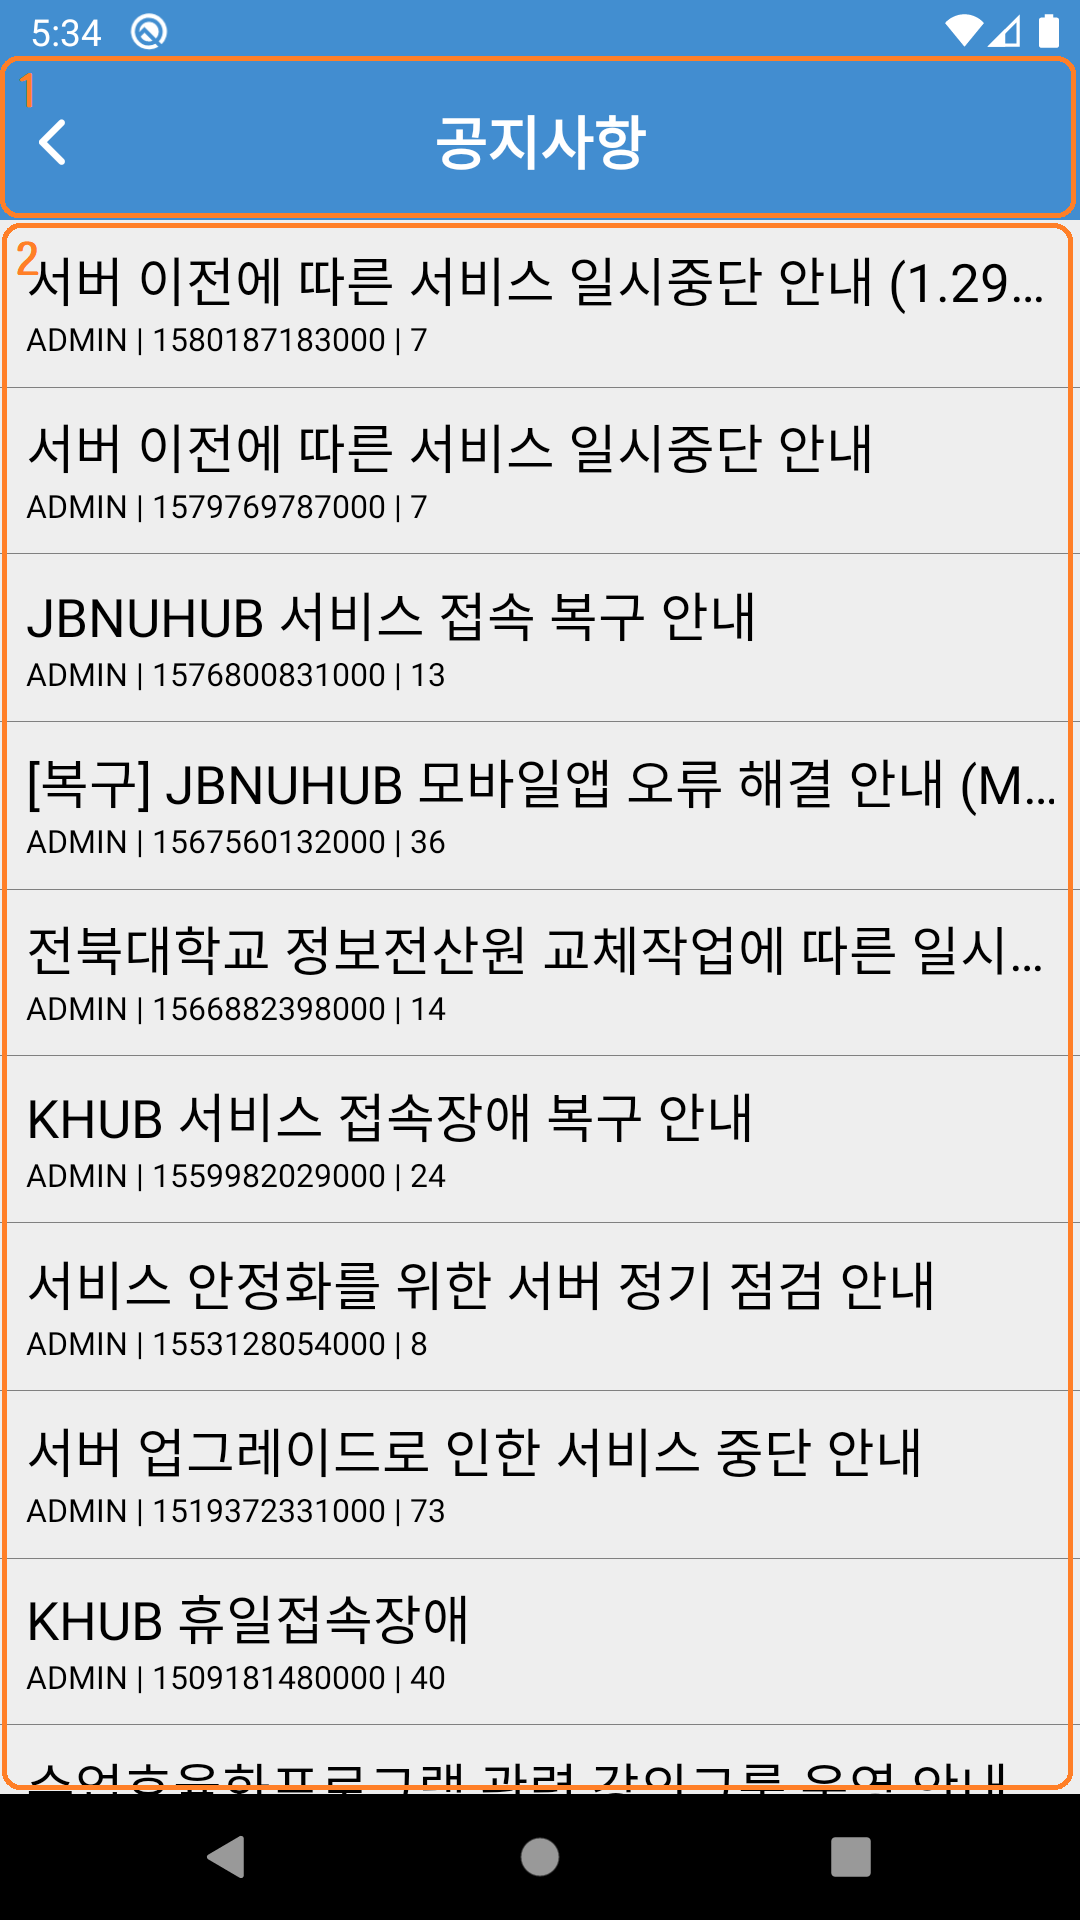 5:34
1
공지사항
2
서버 이전에 따른 서비스 일시중단 안내 (1.29...
ADMIN | 1580187183000 | 7
서버 이전에 따른 서비스 일시중단 안내
ADMIN | 1579769787000 | 7
JBNUHUB 서비스 접속 복구 안내
ADMIN | 1576800831000 | 13
[복구] JBNUHUB 모바일앱 오류 해결 안내 (M...
ADMIN | 1567560132000 | 36
전북대학교 정보전산원 교체작업에 따른 일시...
ADMIN | 1566882398000 | 14
KHUB 서비스 접속장애 복구 안내
ADMIN | 1559982029000 | 24
서비스 안정화를 위한 서버 정기 점검 안내
ADMIN | 1553128054000 | 8
서버 업그레이드로 인한 서비스 중단 안내
ADMIN | 1519372331000 | 73
KHUB 휴일접속장애
ADMIN | 1509181480000 | 40
관련 운영 안내